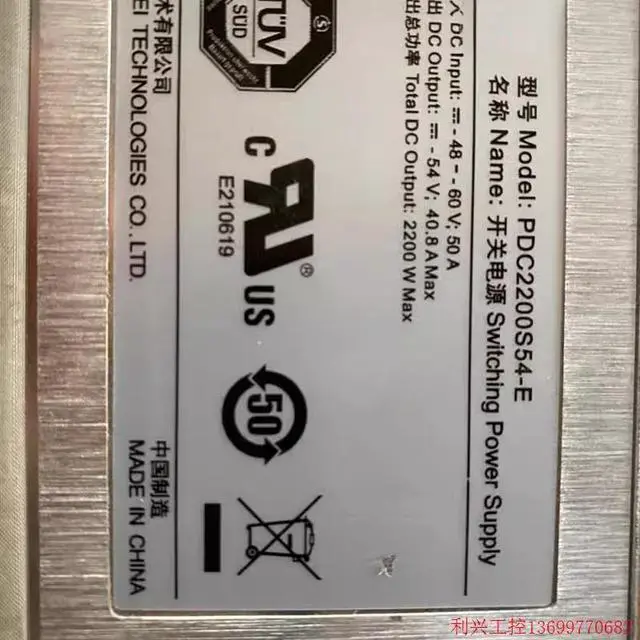 型号 Model: PDC2200S54-E
名称 Name: 开关电源 Switching Power Supply
入 DC Input: ⎓ - 48 - - 60 V; 50 A
出 DC Output: ⎓ - 54 V; 40.8 A Max
出总功率 Total DC Output: 2200 W Max
TÜV
SÜD
c
US
®
E210619
50
术有限公司
EI TECHNOLOGIES CO., LTD.
中国制造
MADE IN CHINA
利兴工控13699770682